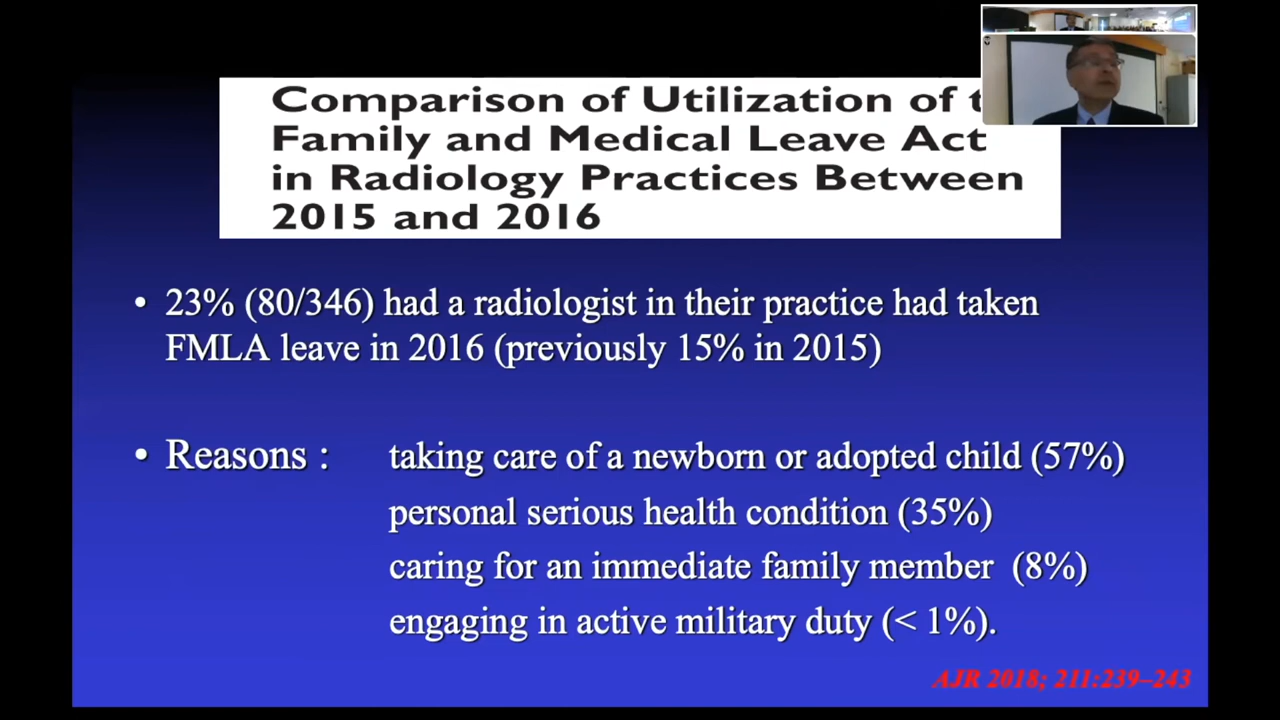 Comparison of Utilization of
Family and Medical Leave Act
in Radiology Practices Between
2015 and 2016
• 23% (80/346) had a radiologist in their practice had taken
FMLA leave in 2016 (previously 15% in 2015)
• Reasons : taking care of a newborn or adopted child (57%)
personal serious health condition (35%)
caring for an immediate family member (8%)
engaging in active military duty (< 1%).
AJR 2018; 211:239–243